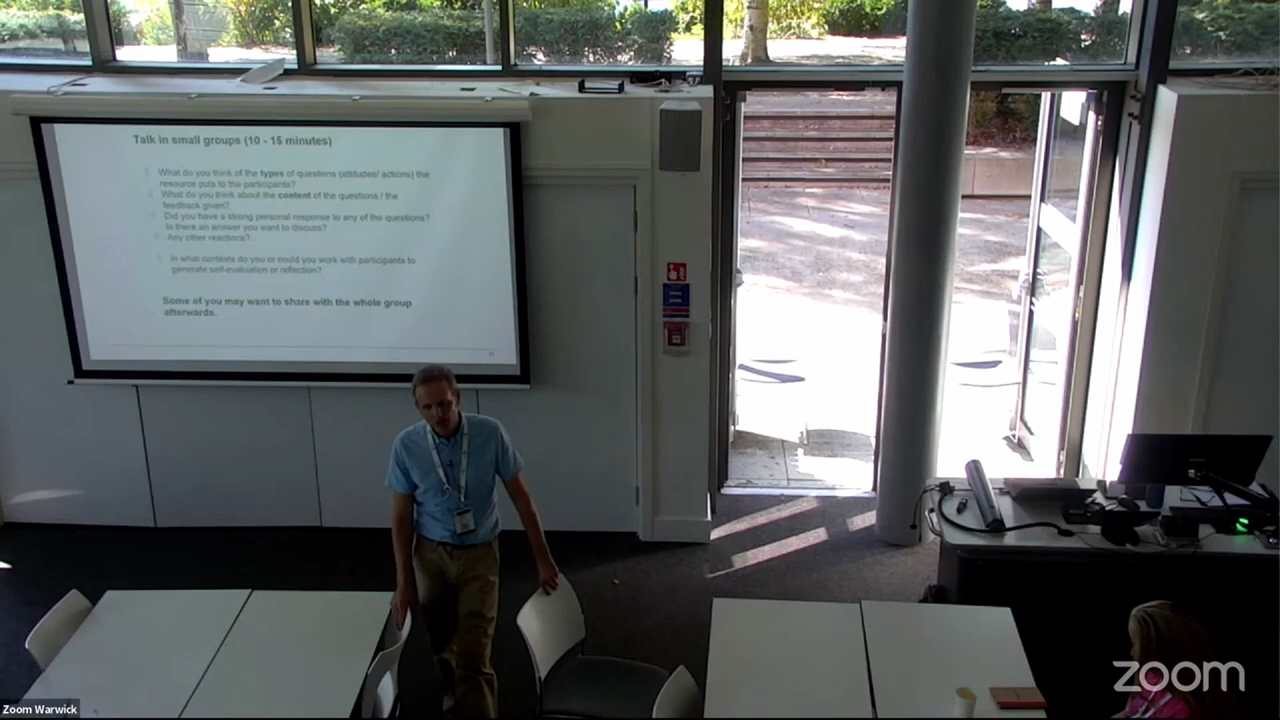 Talk in small groups (10 - 15 minutes)
What do you think of the types of questions (attitudes/ actions) the
resource puts to the participants?
What do you think about the content of the questions / the
feedback given?
Did you have a strong personal response to any of the questions?
Is there an answer you want to discuss?
Any other reactions?
In what contexts do you or could you work with participants to
generate self-evaluation or reflection?
Some of you may want to share with the whole group
afterwards.
Zoom Warwick
zoom